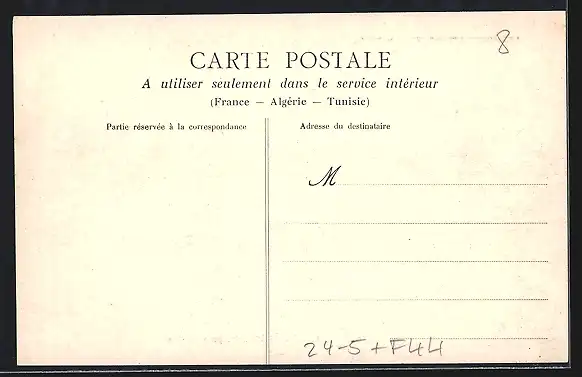 8
CARTE POSTALE
A utiliser seulement dans le service intérieur
(France — Algérie — Tunisie)
Partie réservée à la correspondance
Adresse du destinataire
M
24-5+F44